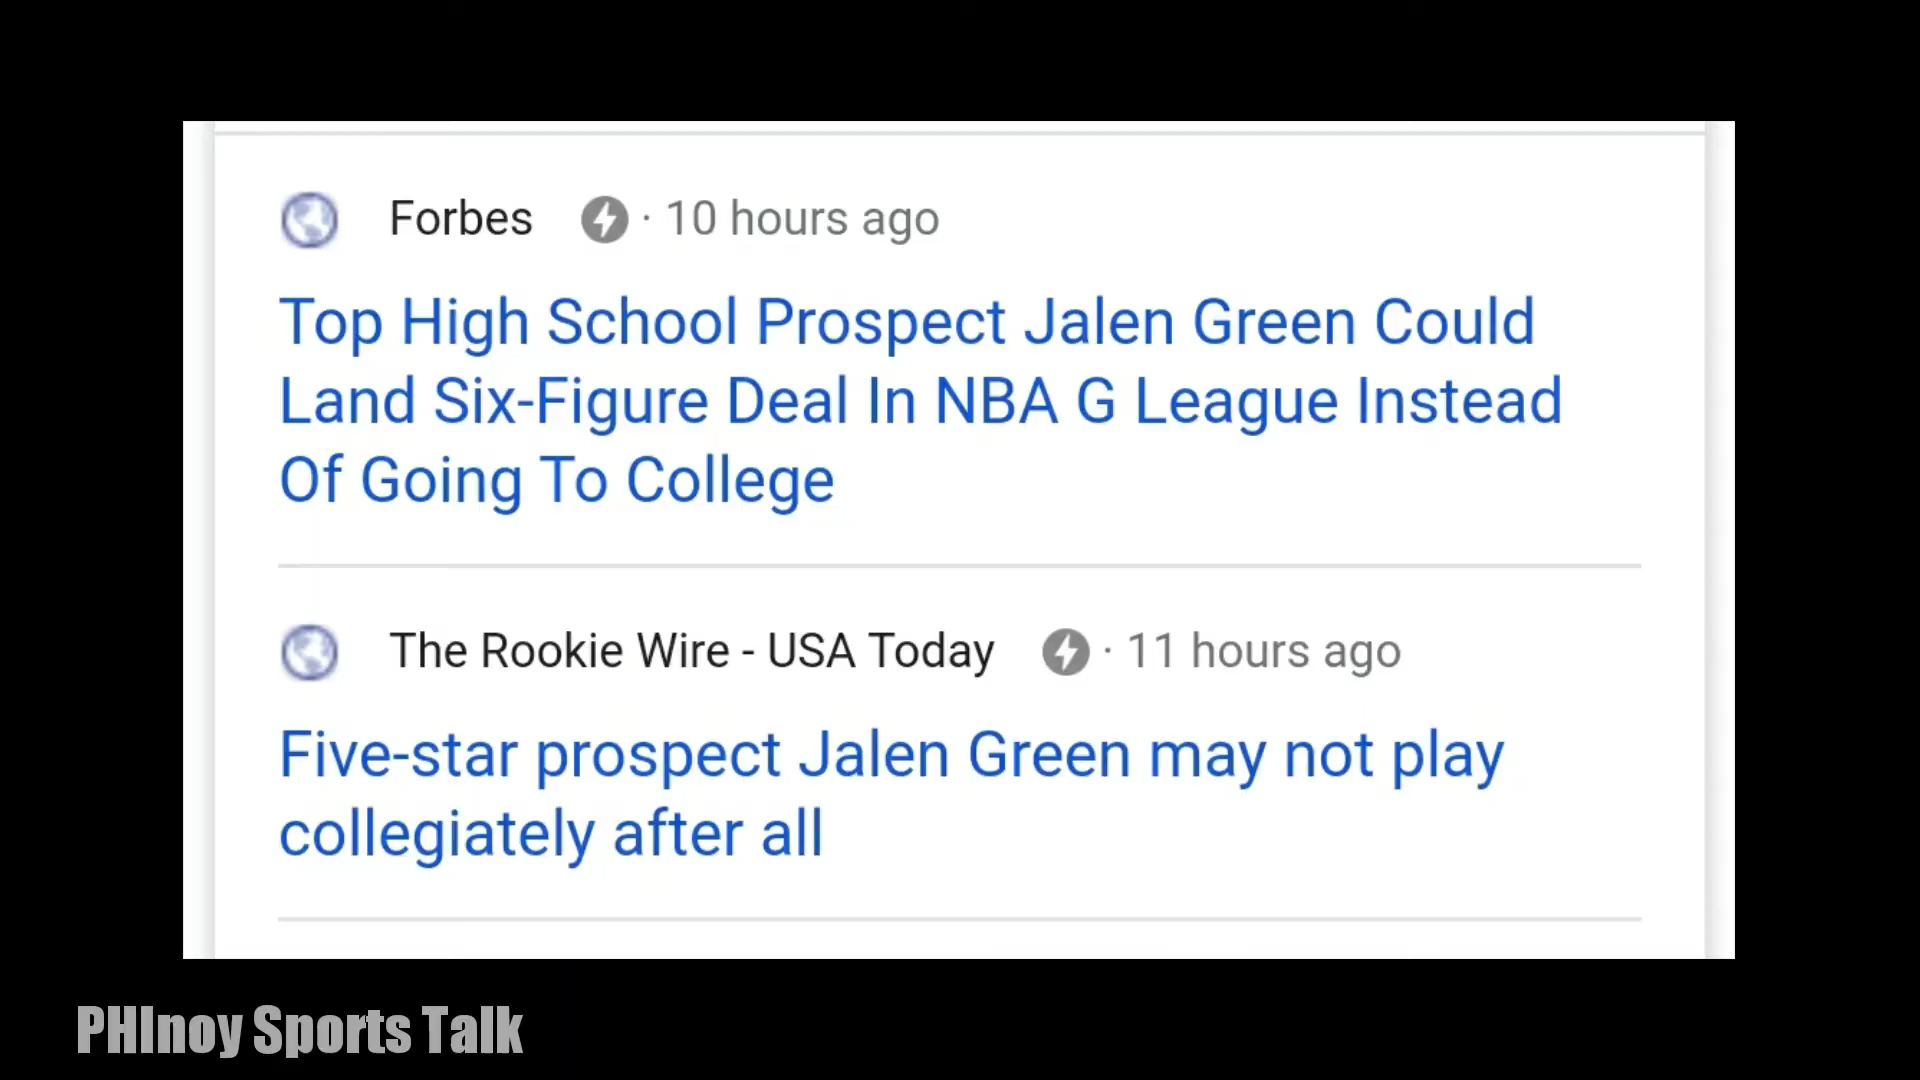 Forbes · 10 hours ago
Top High School Prospect Jalen Green Could
Land Six-Figure Deal In NBA G League Instead
Of Going To College
The Rookie Wire - USA Today · 11 hours ago
Five-star prospect Jalen Green may not play
collegiately after all
PHInoy Sports Talk